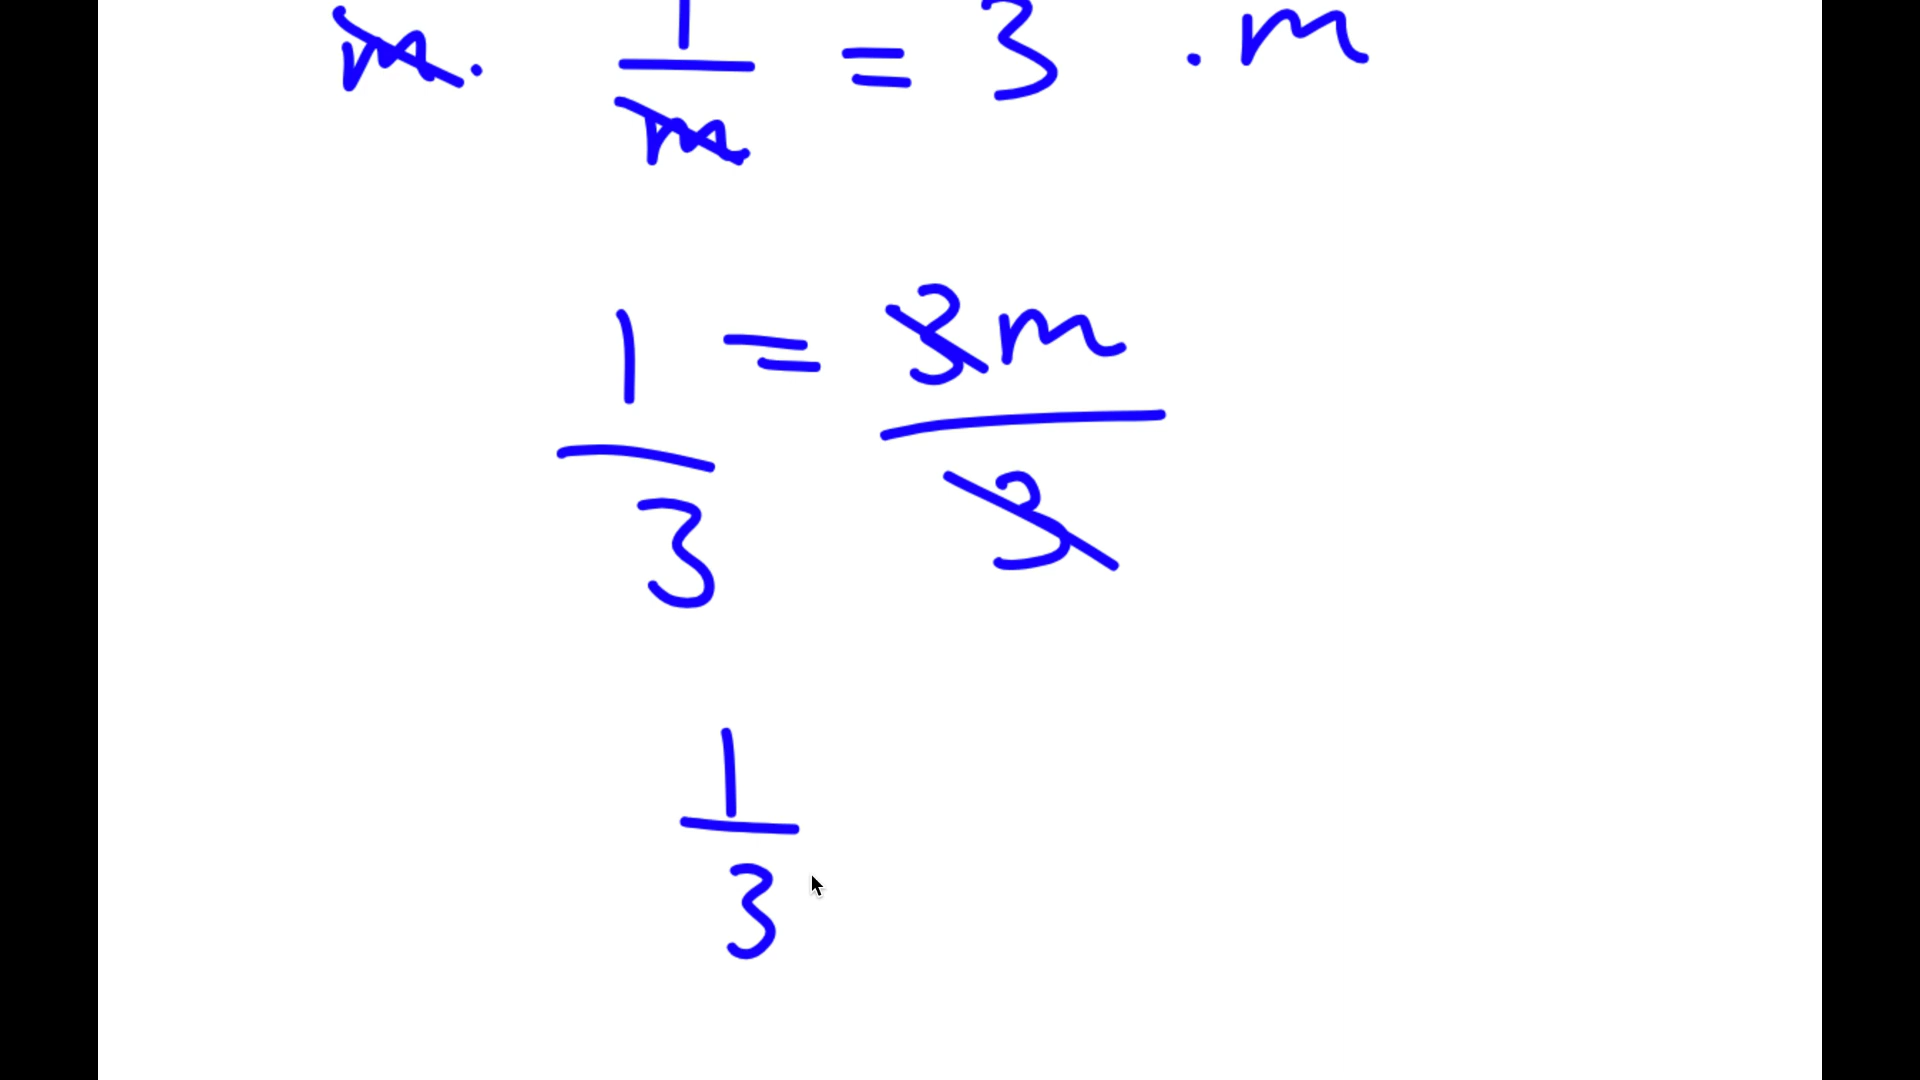 m · 1/m = 3 · m
1/3 = 3m/3
1/3